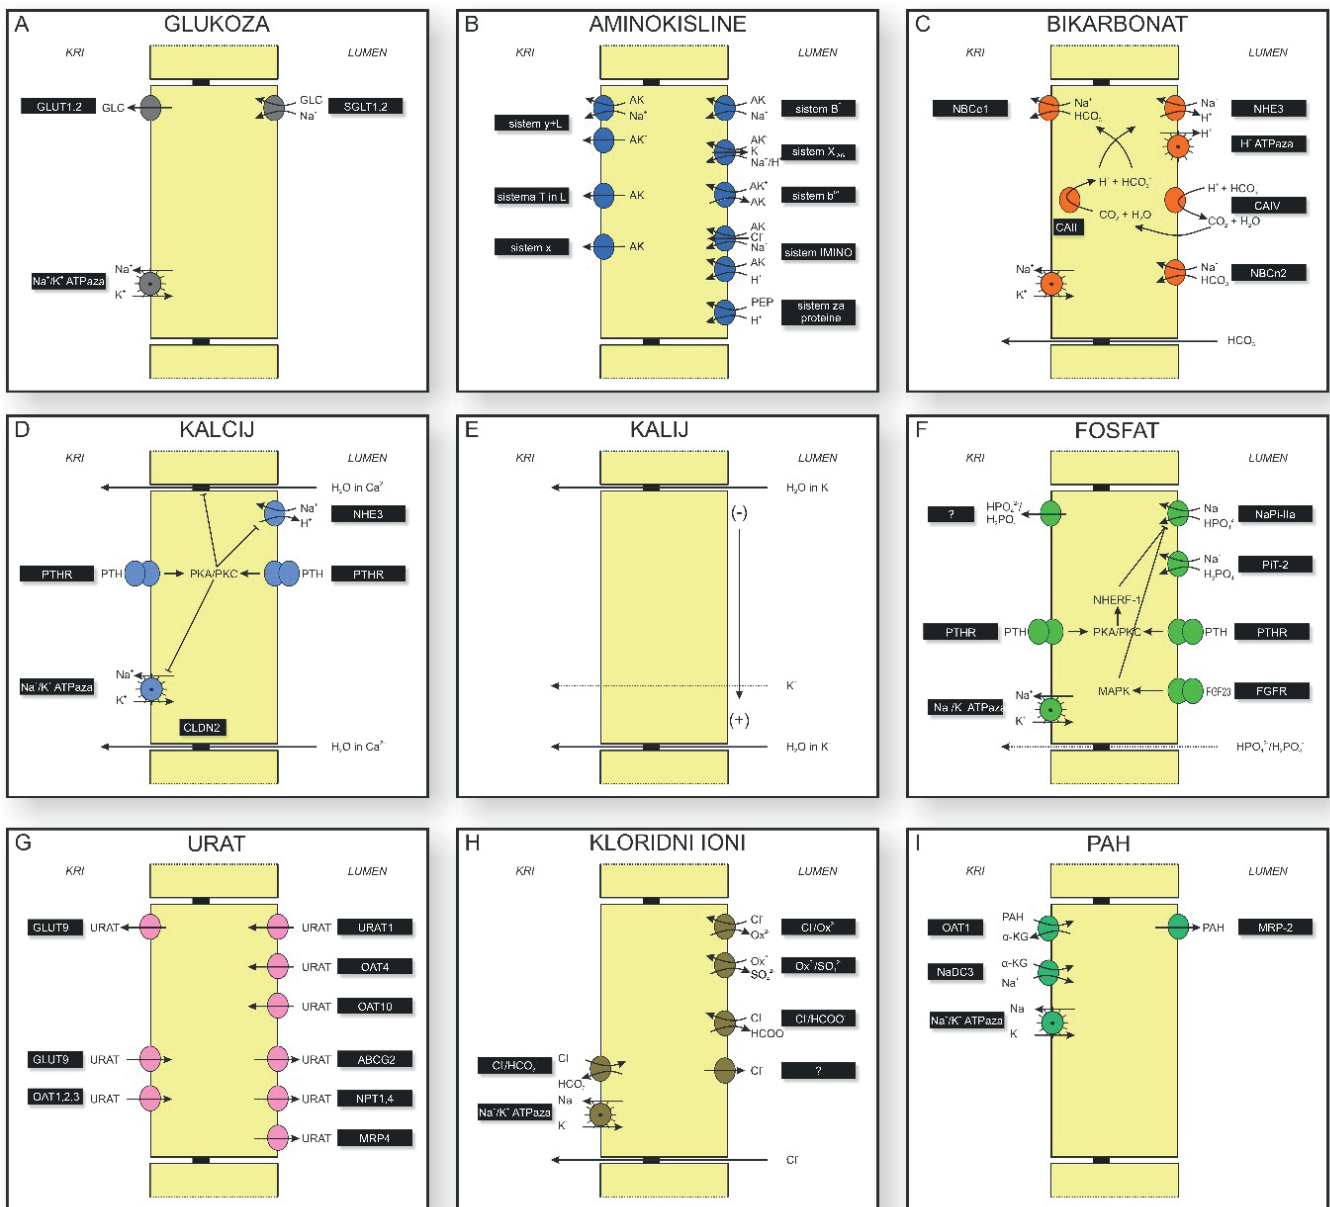 A GLUKOZA
KRI LUMEN
GLUT1,2 GLC GLC SGLT1,2
Na⁻
Na⁺/K⁺ ATPaza Na⁺
K⁺
B AMINOKISLINE
KRI LUMEN
AK AK sistem B⁻
sistem y+L Na⁺ Na⁻
AK⁻ AK⁻
K sistem X AG
Na⁺/H⁺
sistema T in L AK AK⁺ sistem b⁰⁺
AK
sistem x AK AK
Cl⁻
Na⁻ sistem IMINO
AK
H⁺
PEP sistem za
H⁺ proteine
C BIKARBONAT
KRI LUMEN
NBCe1 Na⁺ Na⁻ NHE3
HCO₃ H⁺
H⁺ H⁻ ATPaza
H⁺ + HCO₃⁻ H⁺ + HCO₃
CO₂ + H₂O CAIV
CAII CO₂ + H₂O
Na⁺ Na⁻ NBCn2
K⁺ HCO₃
HCO₃
D KALCIJ
KRI LUMEN
H₂O in Ca²
Na⁺ NHE3
H⁺
PTHR PTH PKA/PKC PTH PTHR
Na⁺
Na⁻/K⁺ ATPaza K⁺
CLDN2
H₂O in Ca²
E KALIJ
KRI LUMEN
H₂O in K
(-)
K⁻
(+)
H₂O in K
F FOSFAT
KRI LUMEN
? HPO₄²⁻/ Na⁻ NaPi-IIa
H₂PO HPO₄²
Na⁻ PiT-2
H₂PO₄
NHERF-1
PTHR PTH PKA/PKC PTH PTHR
MAPK FGF23 FGFR
Na /K ATPaza Na⁺
K⁻
HPO₄²⁻/H₂PO₄⁻
G URAT
KRI LUMEN
GLUT9 URAT URAT URAT1
URAT OAT4
URAT OAT10
GLUT9 URAT URAT ABCG2
OAT1,2,3 URAT URAT NPT1,4
URAT MRP4
H KLORIDNI IONI
KRI LUMEN
Cl⁻ Cl/Ox²
Ox²
Ox⁻ Ox⁻/SO₄²
SO₄²
Cl Cl/HCOO⁻
HCOO
Cl/HCO₃ Cl Cl⁻ ?
HCO₃
Na⁻/K⁺ ATPaza Na
K⁻
Cl⁻
I PAH
KRI LUMEN
OAT1 PAH PAH MRP-2
α-KG
NaDC3 α-KG
Na⁺
Na⁻/K⁻ ATPaza Na
K